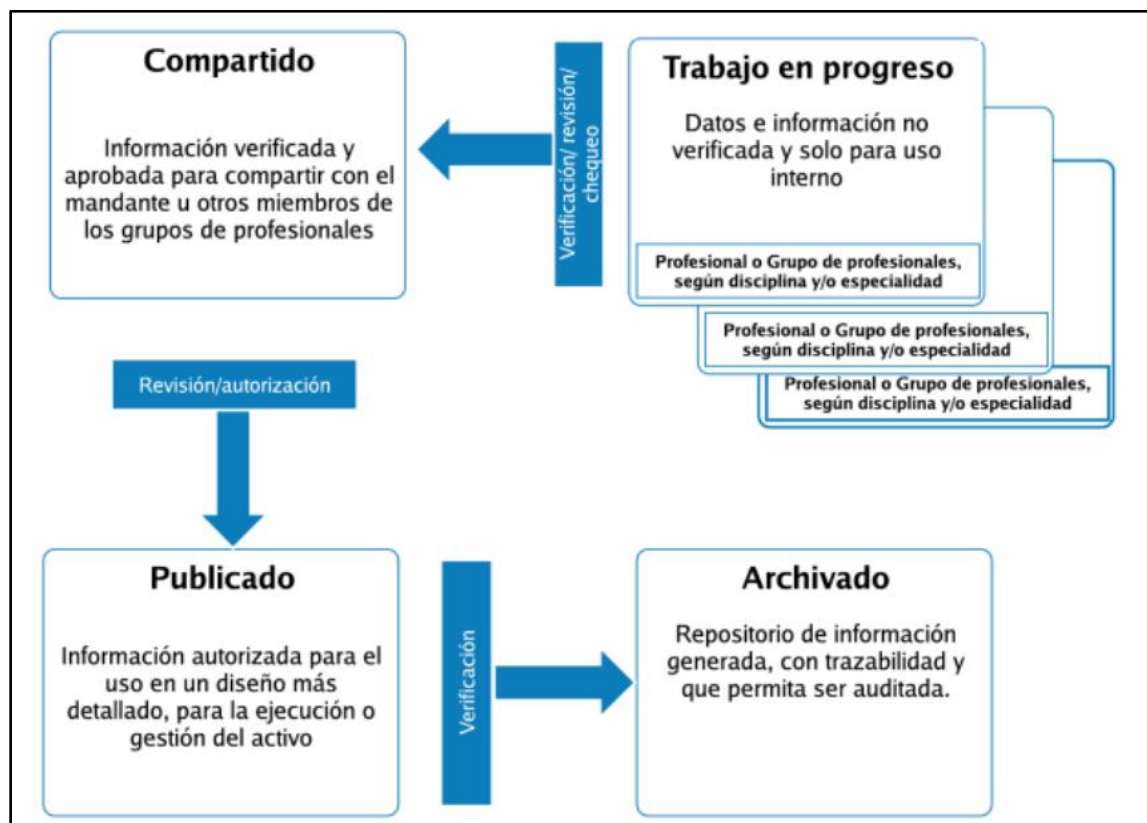 Compartido
Información verificada y
aprobada para compartir con el
mandante u otros miembros de
los grupos de profesionales
Verificación/ revisión/
chequeo
Trabajo en progreso
Datos e información no
verificada y solo para uso
interno
Profesional o Grupo de profesionales,
según disciplina y/o especialidad
Profesional o Grupo de profesionales,
según disciplina y/o especialidad
Profesional o Grupo de profesionales,
según disciplina y/o especialidad
Revisión/autorización
Publicado
Información autorizada para el
uso en un diseño más
detallado, para la ejecución o
gestión del activo
Verificación
Archivado
Repositorio de información
generada, con trazabilidad y
que permita ser auditada.